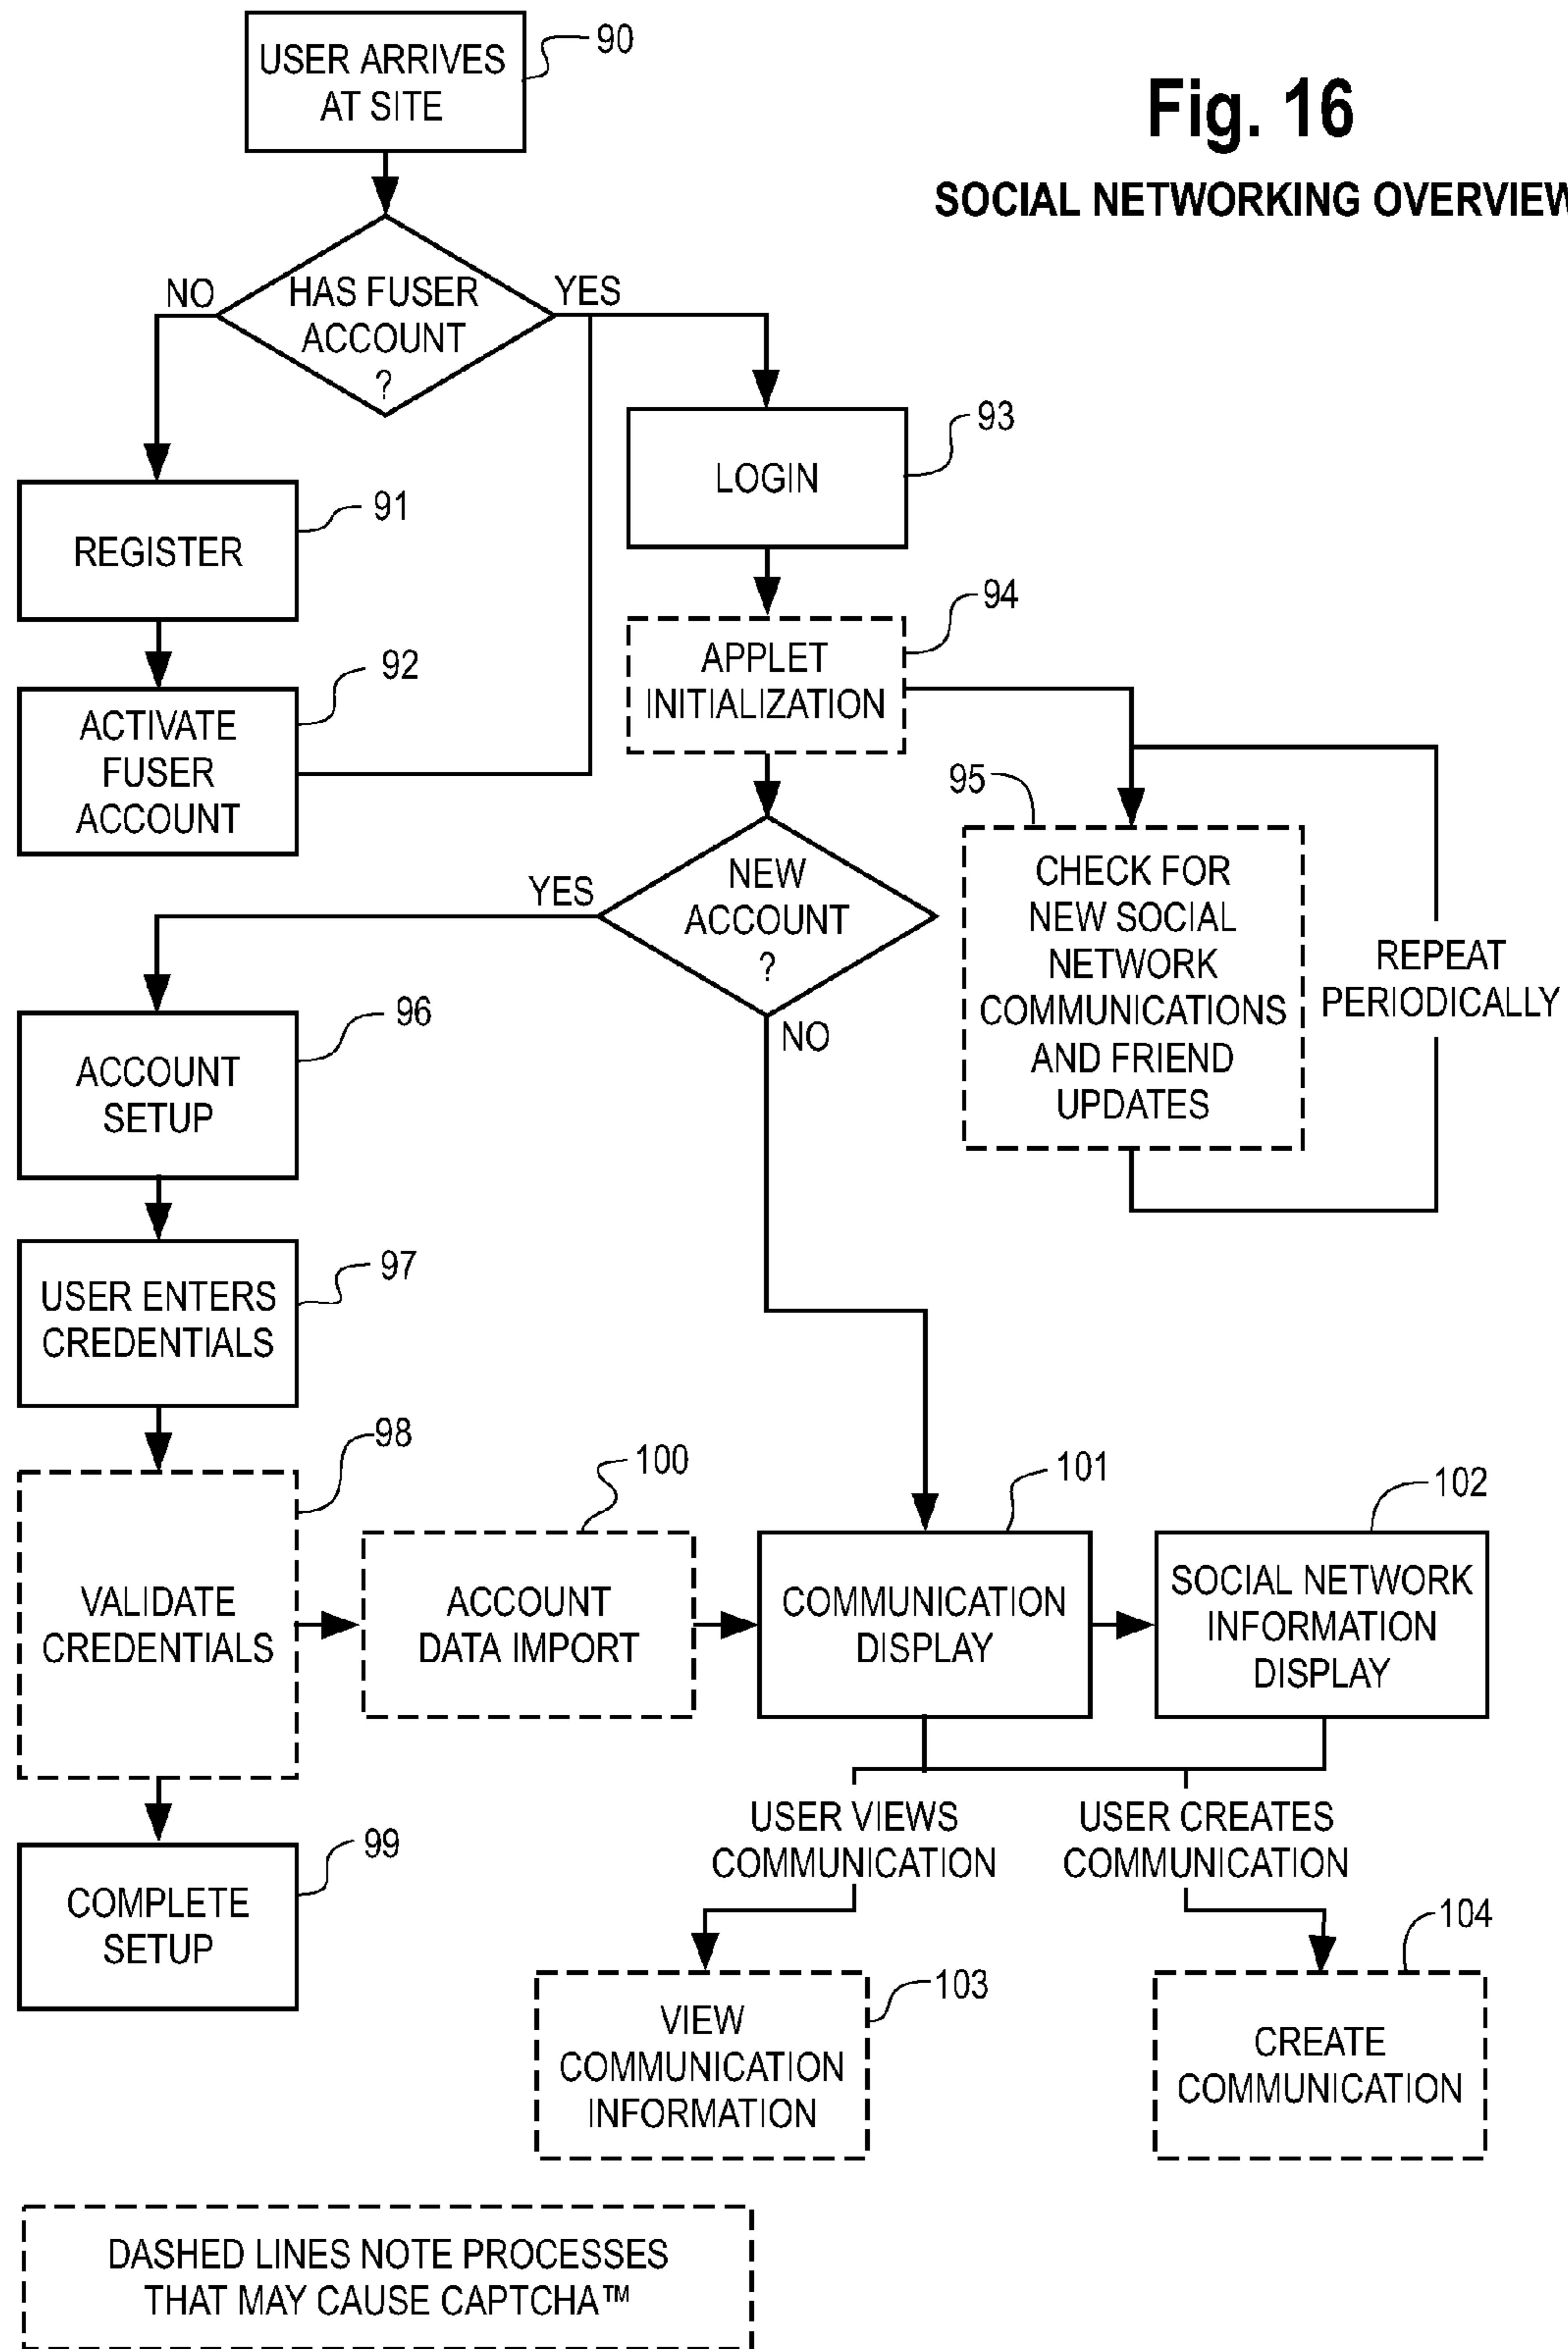 Fig. 16
SOCIAL NETWORKING OVERVIEW
USER ARRIVES
AT SITE
90
HAS FUSER
ACCOUNT
?
NO
YES
REGISTER
91
ACTIVATE
FUSER
ACCOUNT
92
LOGIN
93
APPLET
INITIALIZATION
94
95
CHECK FOR
NEW SOCIAL
NETWORK
COMMUNICATIONS
AND FRIEND
UPDATES
REPEAT
PERIODICALLY
NEW
ACCOUNT
?
YES
NO
ACCOUNT
SETUP
96
USER ENTERS
CREDENTIALS
97
VALIDATE
CREDENTIALS
98
COMPLETE
SETUP
99
ACCOUNT
DATA IMPORT
100
COMMUNICATION
DISPLAY
101
SOCIAL NETWORK
INFORMATION
DISPLAY
102
USER VIEWS
COMMUNICATION
USER CREATES
COMMUNICATION
VIEW
COMMUNICATION
INFORMATION
103
CREATE
COMMUNICATION
104
DASHED LINES NOTE PROCESSES
THAT MAY CAUSE CAPTCHA™